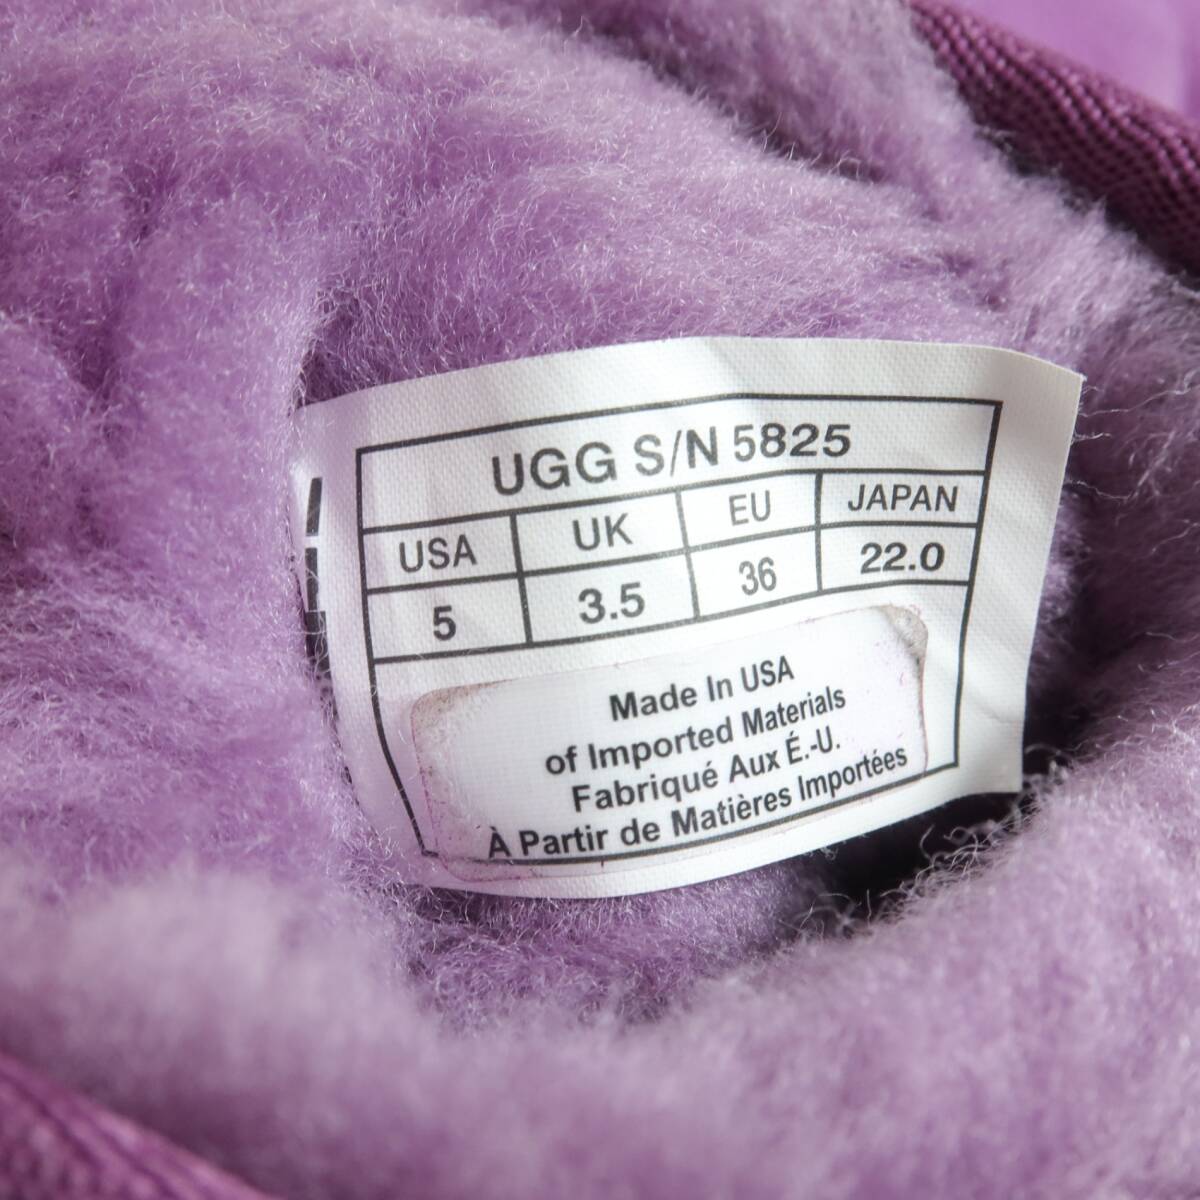 UGG S/N 5825
USA UK EU JAPAN
5 3.5 36 22.0
Made In USA
of Imported Materials
Fabriqué Aux É.-U.
À Partir de Matières Importées